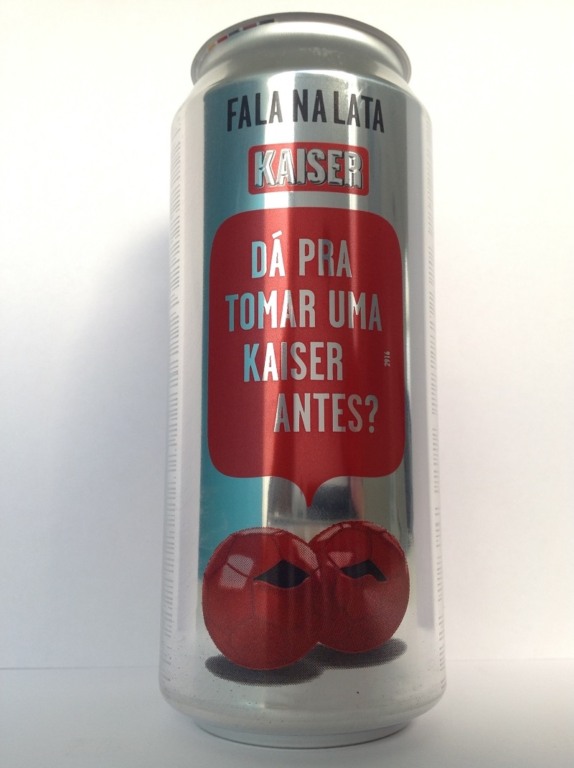 FALA NA LATA
KAISER
DÁ PRA
TOMAR UMA
KAISER
ANTES?